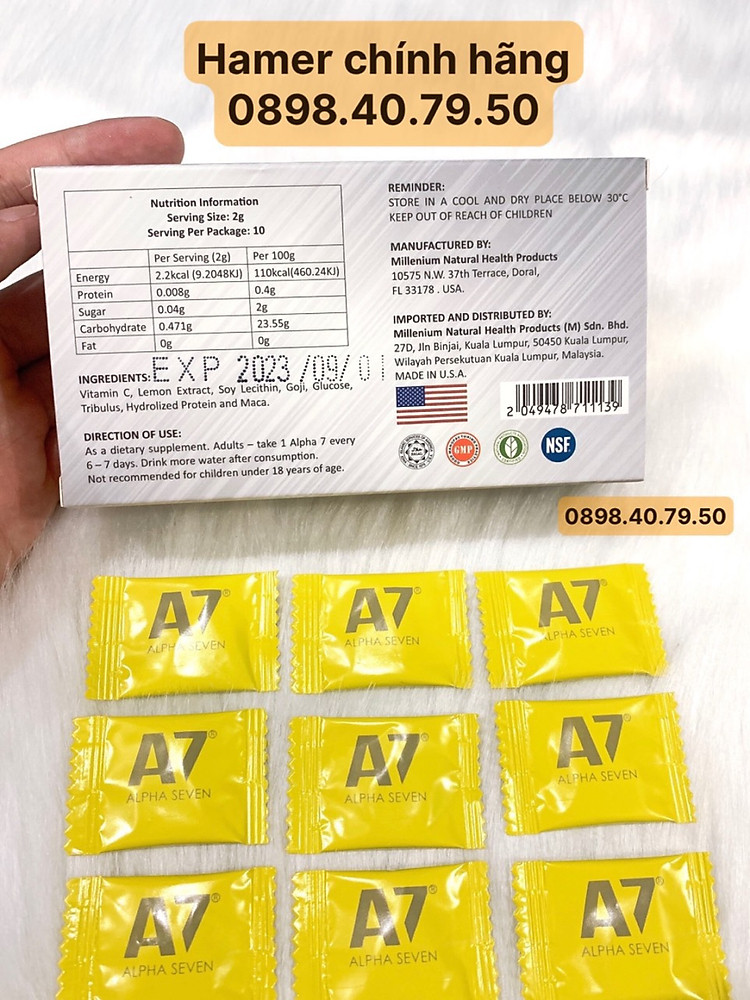 Hamer chính hãng
0898.40.79.50
Nutrition Information
Serving Size: 2g
Serving Per Package: 10
Per Serving (2g) Per 100g
Energy 2.2kcal (9.2048KJ) 110kcal(460.24KJ)
Protein 0.008g 0.4g
Sugar 0.04g 2g
Carbohydrate 0.471g 23.55g
Fat 0g 0g
INGREDIENTS:
EXP 2023/09/01
Vitamin C, Lemon Extract, Soy Lecithin, Goji, Glucose,
Tribulus, Hydrolized Protein and Maca.
DIRECTION OF USE:
As a dietary supplement. Adults – take 1 Alpha 7 every
6 – 7 days. Drink more water after consumption.
Not recommended for children under 18 years of age.
REMINDER:
STORE IN A COOL AND DRY PLACE BELOW 30°C
KEEP OUT OF REACH OF CHILDREN
MANUFACTURED BY:
Millenium Natural Health Products
10575 N.W. 37th Terrace, Doral,
FL 33178 . USA.
IMPORTED AND DISTRIBUTED BY:
Millenium Natural Health Products (M) Sdn. Bhd.
27D, Jln Binjai, Kuala Lumpur, 50450 Kuala Lumpur,
Wilayah Persekutuan Kuala Lumpur, Malaysia.
MADE IN U.S.A.
2 049478 711139
GMP
NSF
0898.40.79.50
A7®
ALPHA SEVEN
A7®
ALPHA SEVEN
A7®
ALPHA SEVEN
A7®
ALPHA SEVEN
A7®
ALPHA SEVEN
A7®
ALPHA SEVEN
A7®
ALPHA SEVEN
A7®
ALPHA SEVEN
A7®
ALPHA SEVEN